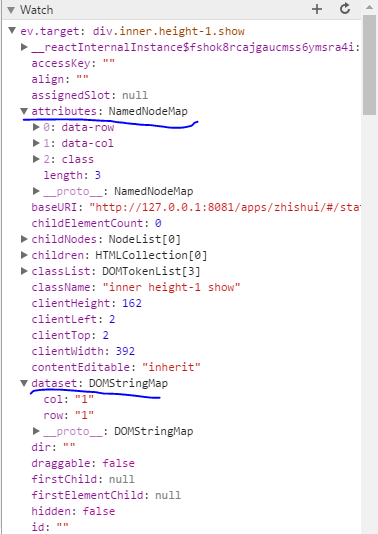 Watch
ev.target: div.inner.height-1.show
__reactInternalInstance$fshok8rcajgaucmss6ymsra4i:
accessKey: ""
align: ""
assignedSlot: null
attributes: NamedNodeMap
0: data-row
1: data-col
2: class
length: 3
__proto__: NamedNodeMap
baseURI: "http://127.0.0.1:8081/apps/zhishui/#/sta
childElementCount: 0
childNodes: NodeList[0]
children: HTMLCollection[0]
classList: DOMTokenList[3]
className: "inner height-1 show"
clientHeight: 162
clientLeft: 2
clientTop: 2
clientWidth: 392
contentEditable: "inherit"
dataset: DOMStringMap
col: "1"
row: "1"
__proto__: DOMStringMap
dir: ""
draggable: false
firstChild: null
firstElementChild: null
hidden: false
id: ""